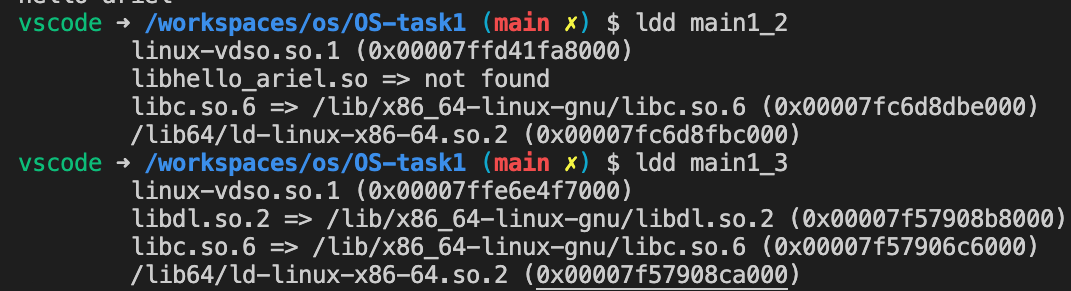 hello ariel
vscode → /workspaces/os/OS-task1 (main ✗) $ ldd main1_2
linux-vdso.so.1 (0x00007ffd41fa8000)
libhello_ariel.so => not found
libc.so.6 => /lib/x86_64-linux-gnu/libc.so.6 (0x00007fc6d8dbe000)
/lib64/ld-linux-x86-64.so.2 (0x00007fc6d8fbc000)
vscode → /workspaces/os/OS-task1 (main ✗) $ ldd main1_3
linux-vdso.so.1 (0x00007ffe6e4f7000)
libdl.so.2 => /lib/x86_64-linux-gnu/libdl.so.2 (0x00007f57908b8000)
libc.so.6 => /lib/x86_64-linux-gnu/libc.so.6 (0x00007f57906c6000)
/lib64/ld-linux-x86-64.so.2 (0x00007f57908ca000)